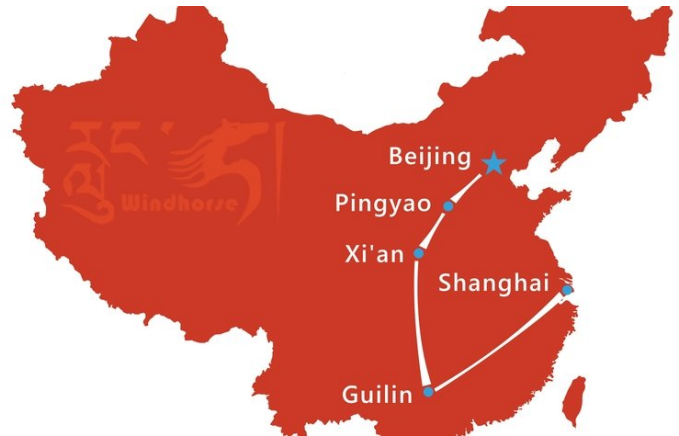 Beijing
Pingyao
Xi'an
Shanghai
Guilin
རླུང་
རྟ།
Windhorse